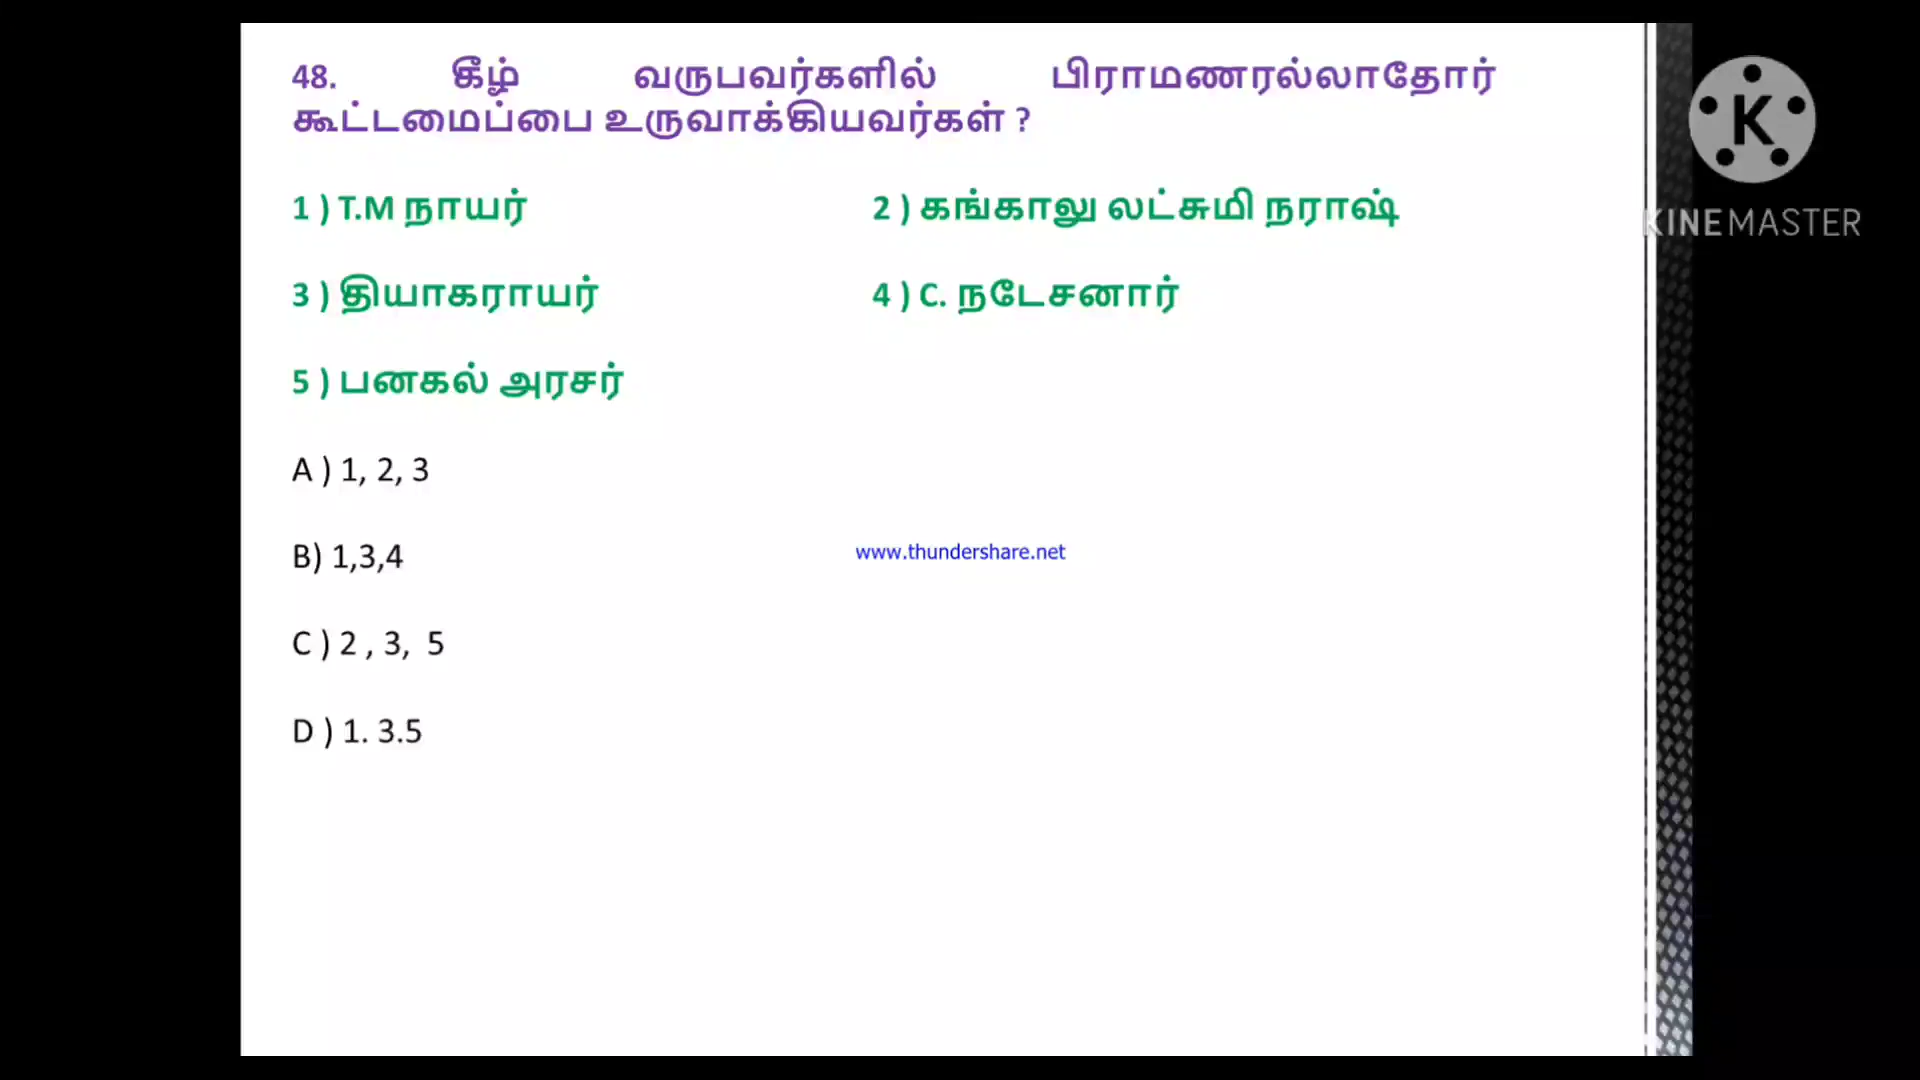 48. கீழ் வருபவர்களில் பிராமணரல்லாதோர்
கூட்டமைப்பை உருவாக்கியவர்கள் ?
1 ) T.M நாயர் 2 ) கங்காலு லட்சுமி நராஷ்
3 ) தியாகராயர் 4 ) C. நடேசனார்
5 ) பனகல் அரசர்
A ) 1, 2, 3
B) 1,3,4
C ) 2 , 3, 5
D ) 1. 3.5
www.thundershare.net
K
KINEMASTER